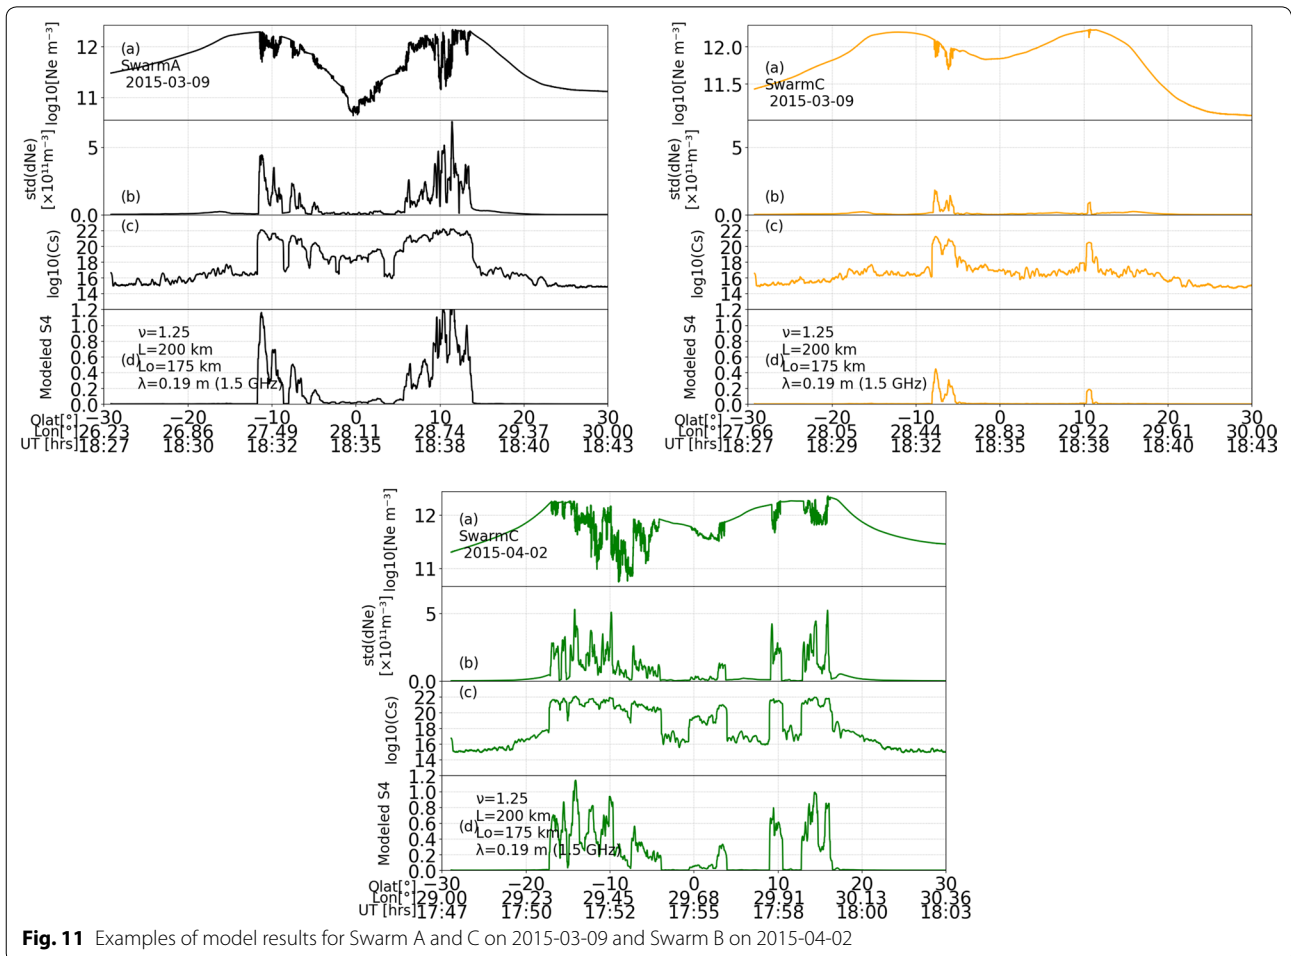 log10[Ne m⁻³]
12
11
(a)
SwarmA
2015-03-09
std(dNe)
[×10¹¹m⁻³]
5
0.0
(b)
log10(Cs)
22
20
18
16
14
(c)
Modeled S4
1.2
1.0
0.8
0.6
0.4
0.2
0.0
ν=1.25
L=200 km
(d)
Lo=175 km
λ=0.19 m (1.5 GHz)
Qlat[°] −30 −20 −10 0 10 20 30
Lon[°] 26.23 26.86 27.49 28.11 28.74 29.37 30.00
UT [hrs] 18:27 18:30 18:32 18:35 18:38 18:40 18:43
log10[Ne m⁻³]
12.0
11.5
(a)
SwarmC
2015-03-09
std(dNe)
[×10¹¹m⁻³]
5
0.0
(b)
log10(Cs)
22
20
18
16
14
(c)
Modeled S4
1.2
1.0
0.8
0.6
0.4
0.2
0.0
ν=1.25
L=200 km
(d)
Lo=175 km
λ=0.19 m (1.5 GHz)
Qlat[°] −30 −20 −10 0 10 20 30
Lon[°] 27.66 28.05 28.44 28.83 29.22 29.61 30.00
UT [hrs] 18:27 18:29 18:32 18:35 18:38 18:40 18:43
log10[Ne m⁻³]
12
11
(a)
SwarmC
2015-04-02
std(dNe)
[×10¹¹m⁻³]
5
0.0
(b)
log10(Cs)
22
20
18
16
14
(c)
Modeled S4
1.2
1.0
0.8
0.6
0.4
0.2
0.0
ν=1.25
L=200 km
(d)
Lo=175 km
λ=0.19 m (1.5 GHz)
Qlat[°] −30 −20 −10 0 10 20 30
Lon[°] 29.00 29.23 29.45 29.68 29.91 30.13 30.36
UT [hrs] 17:47 17:50 17:52 17:55 17:58 18:00 18:03
Fig. 11 Examples of model results for Swarm A and C on 2015-03-09 and Swarm B on 2015-04-02